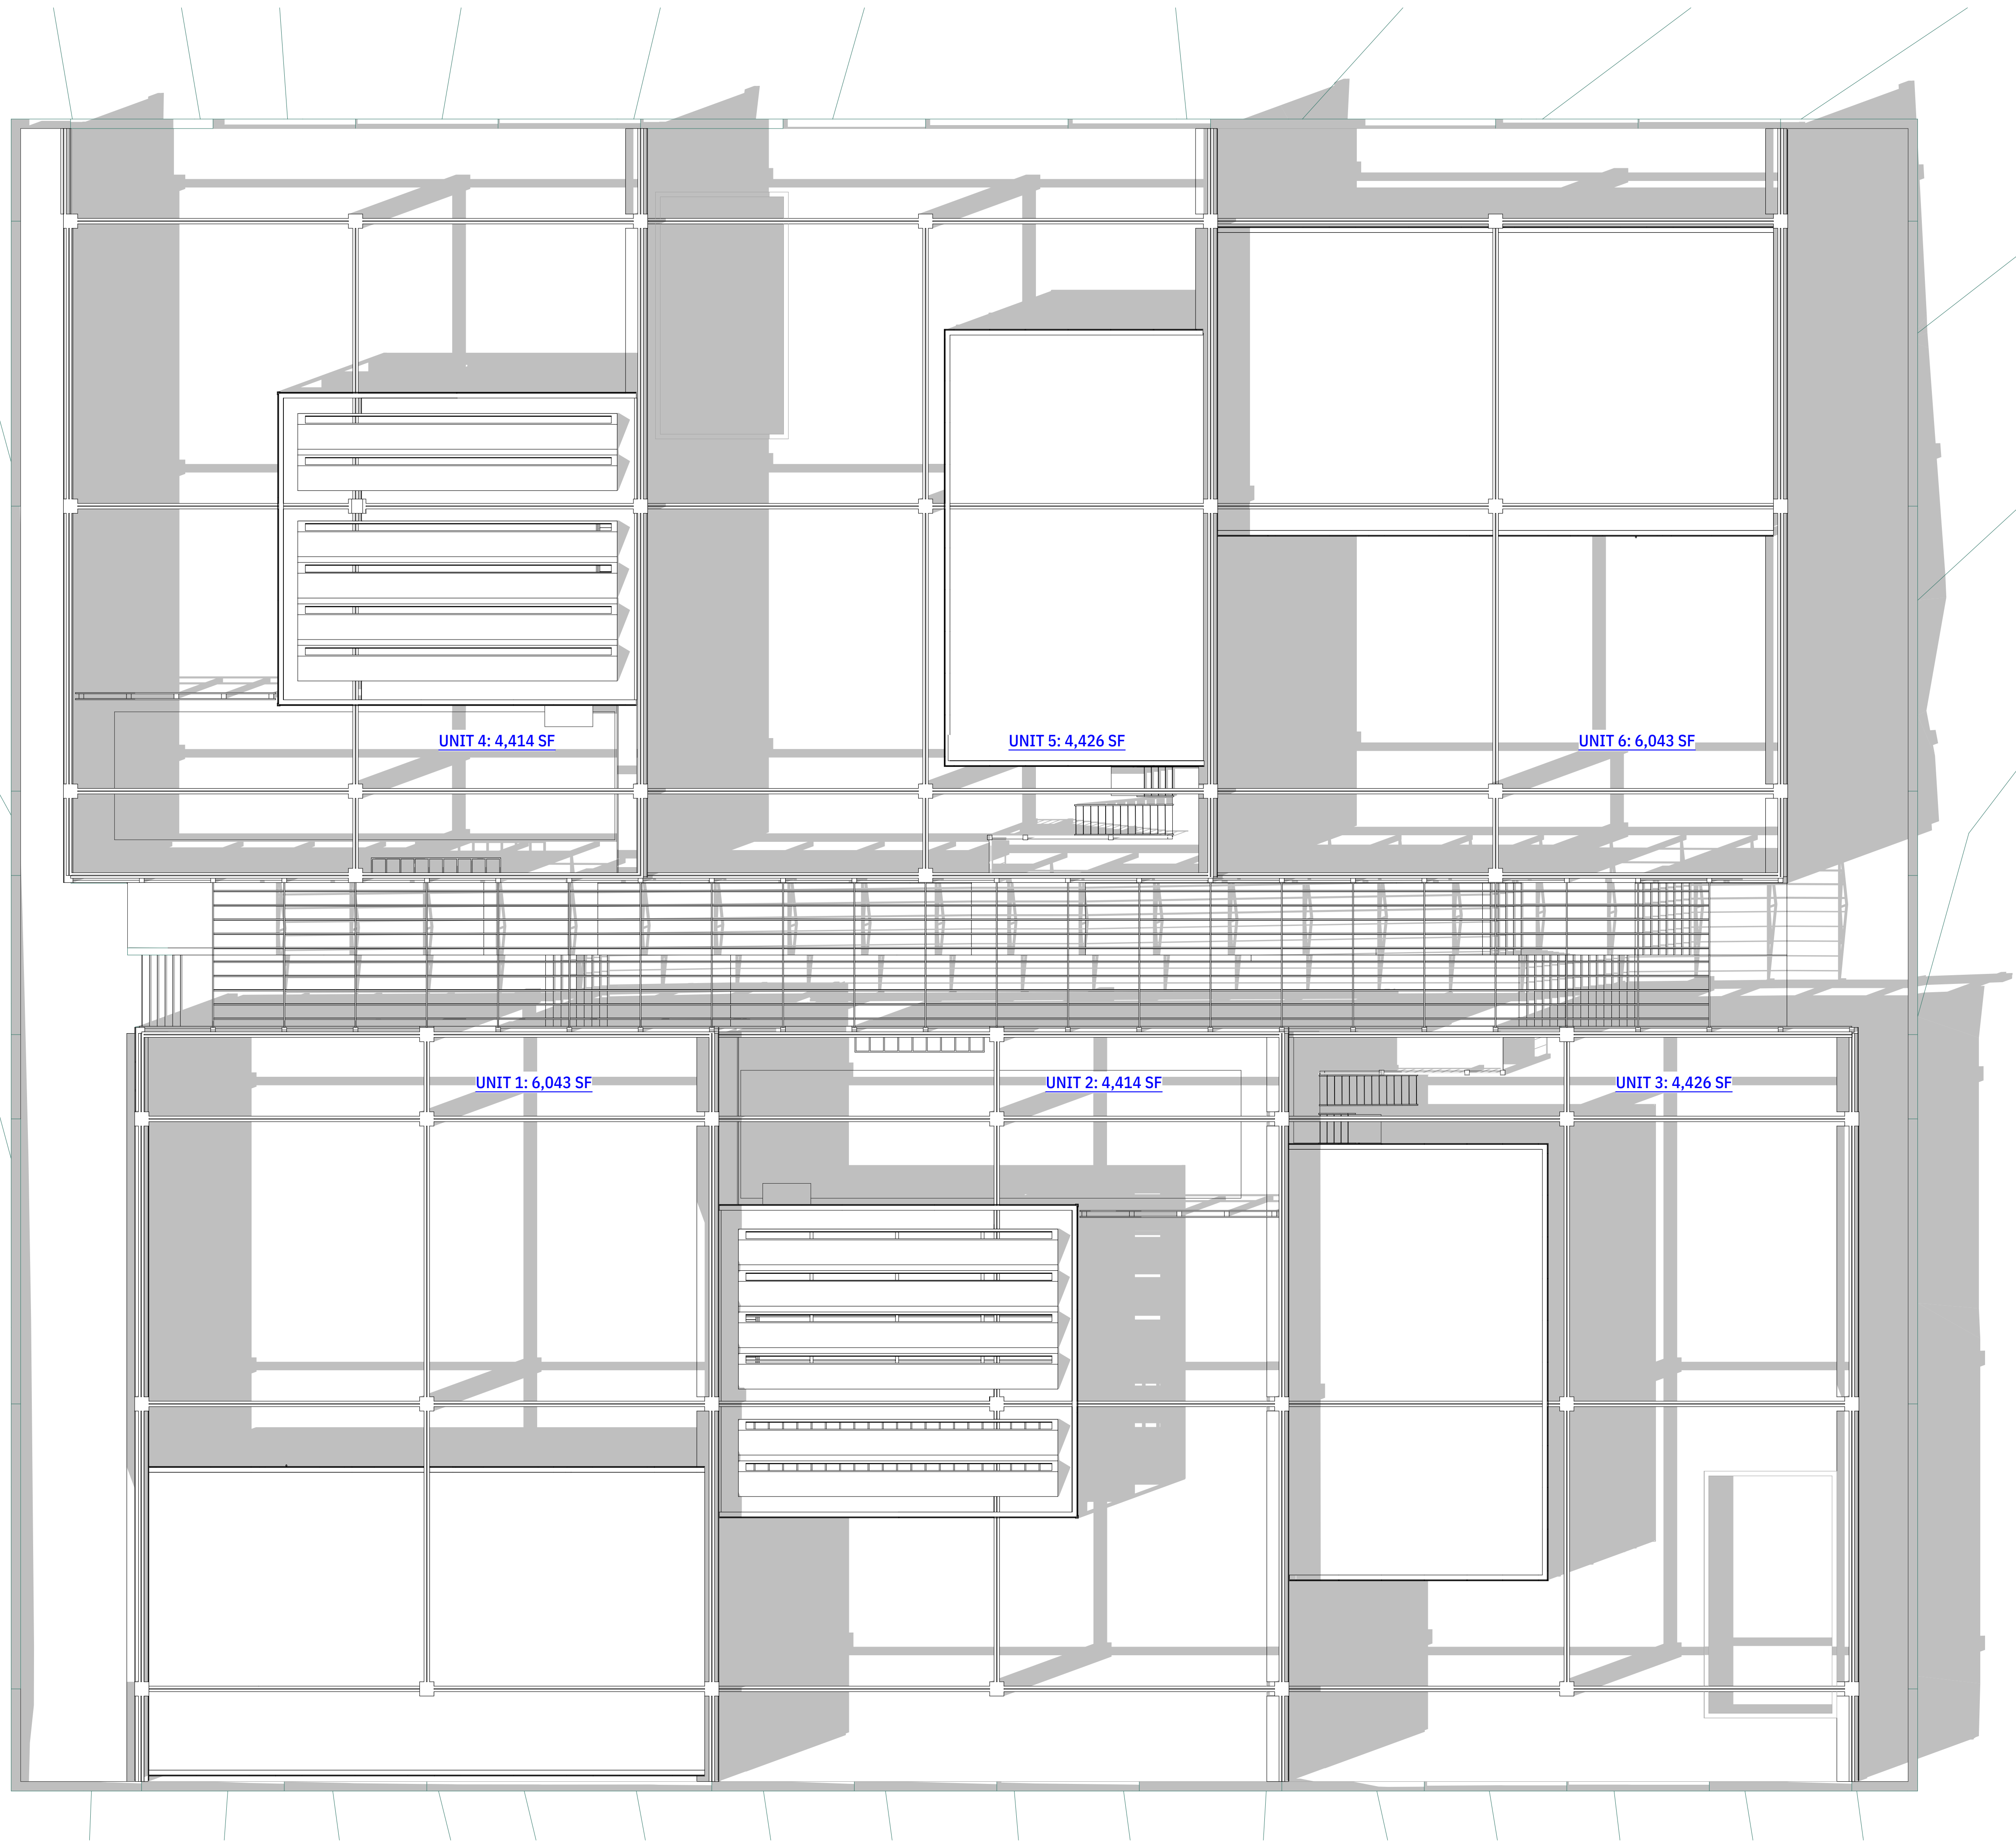 UNIT 4: 4,414 SF
UNIT 5: 4,426 SF
UNIT 6: 6,043 SF
UNIT 1: 6,043 SF
UNIT 2: 4,414 SF
UNIT 3: 4,426 SF